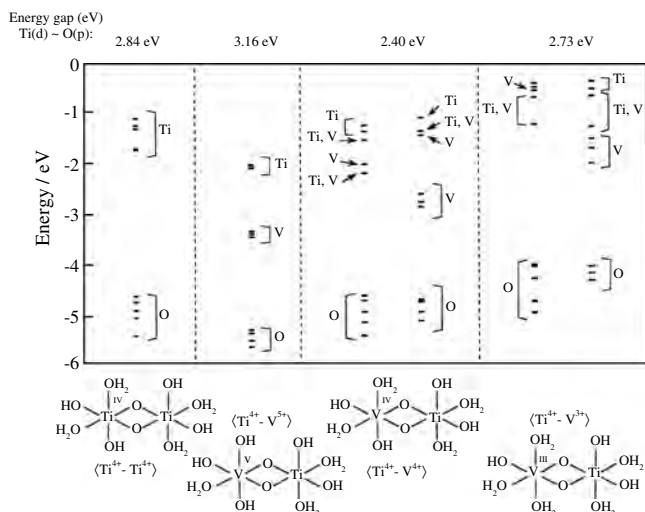 Energy gap (eV)
Ti(d) ~ O(p):
2.84 eV 3.16 eV 2.40 eV 2.73 eV
Energy / eV
0
-1
-2
-3
-4
-5
-6
Ti
O
Ti
V
O
Ti
Ti, V
V
Ti, V
O
Ti
Ti, V
V
V
O
V
Ti, V
O
Ti
Ti, V
V
O
OH2 OH
HO Ti IV O Ti OH2
H2O O OH
OH OH2
⟨Ti4+- Ti4+⟩
⟨Ti4+- V5+⟩
OH OH
HO V V O Ti OH2
H2O O OH
OH OH2
OH2 OH
HO V IV O Ti OH2
H2O O OH
OH OH2
⟨Ti4+- V4+⟩
⟨Ti4+- V3+⟩
OH2 OH
HO V III O Ti OH2
H2O O OH
OH2 OH2